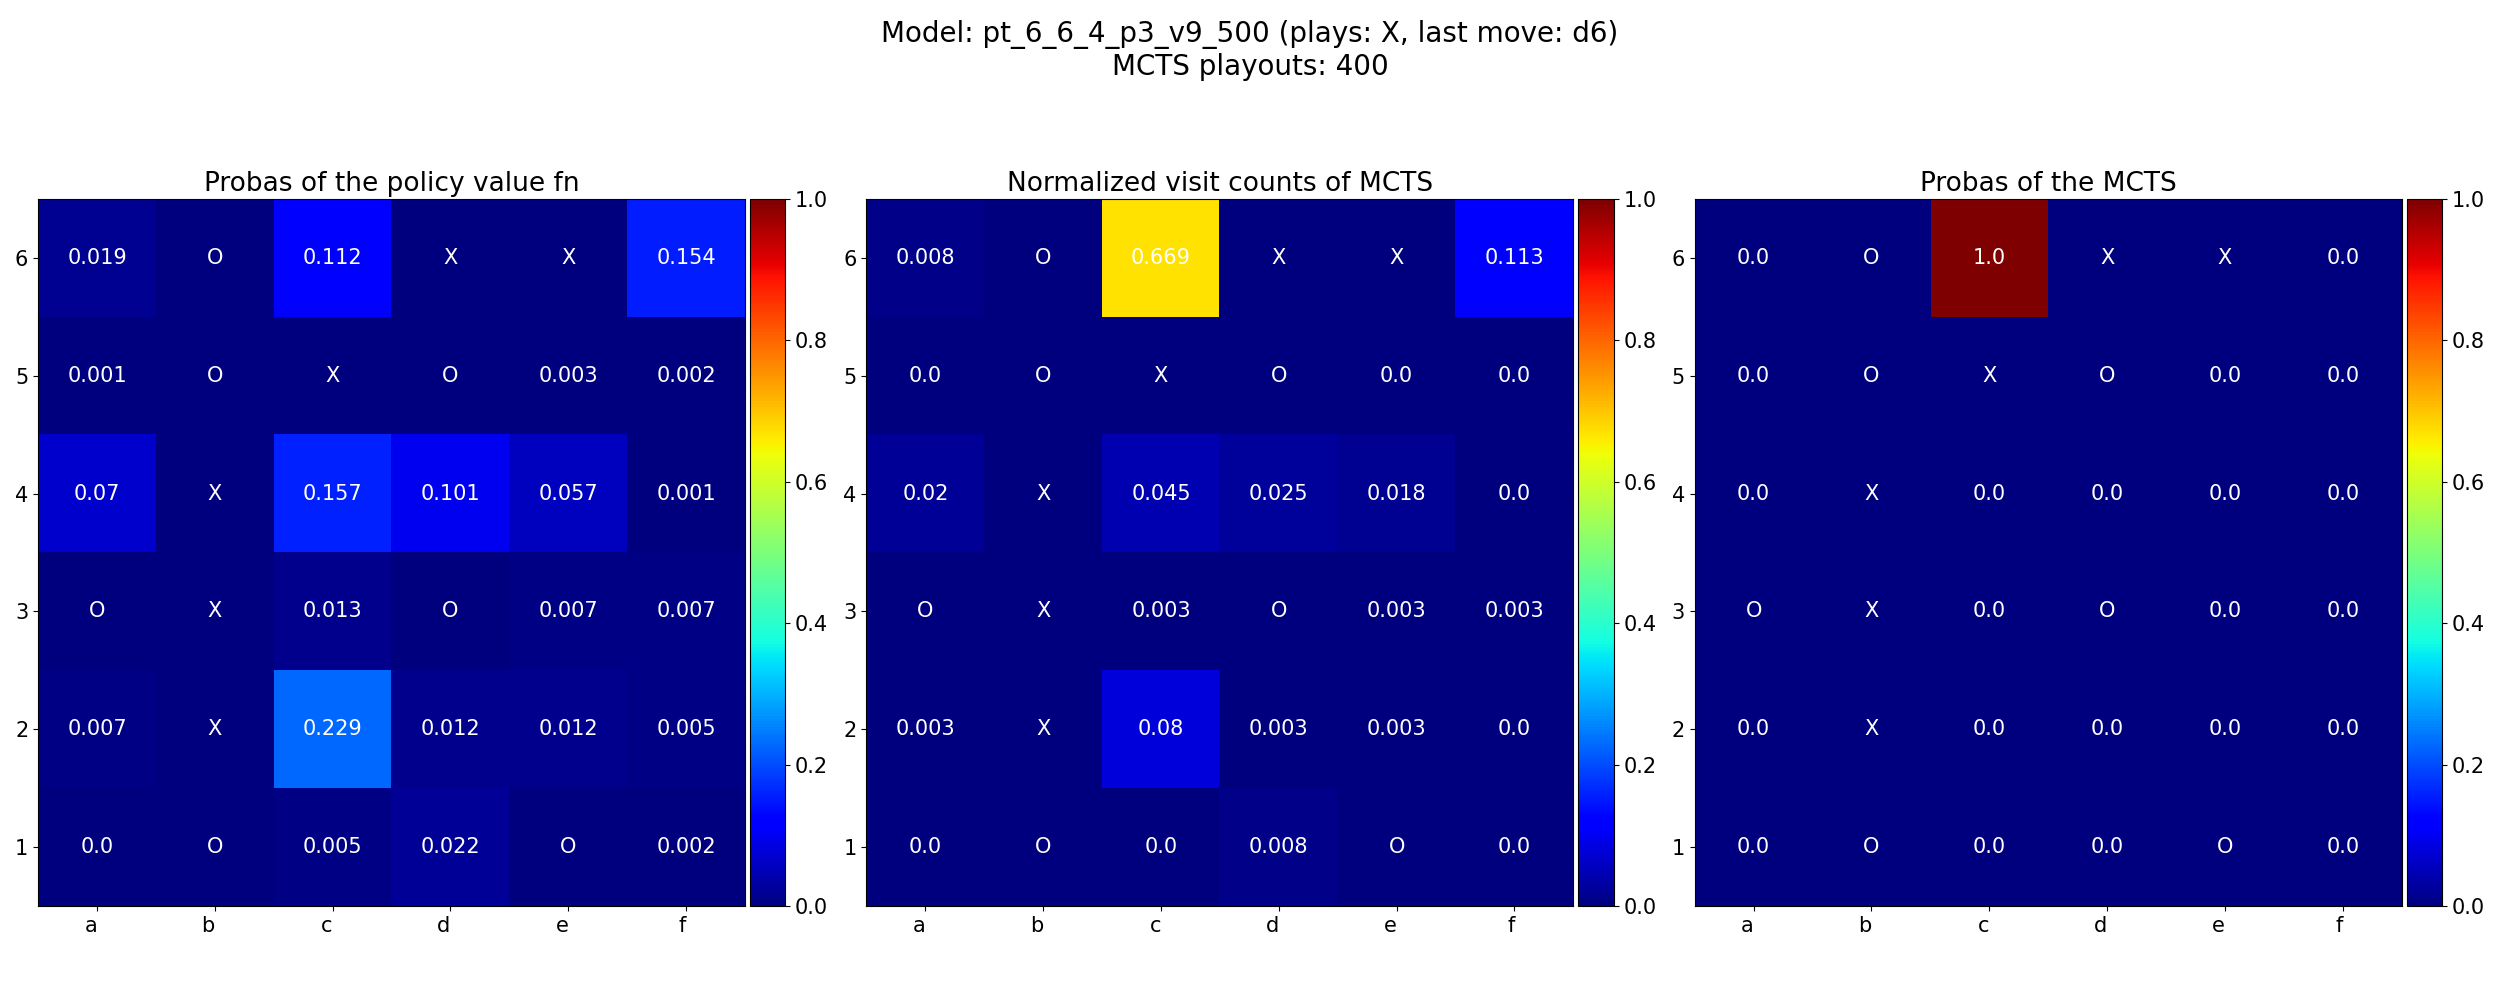 Model: pt_6_6_4_p3_v9_500 (plays: X, last move: d6)
MCTS playouts: 400
Probas of the policy value fn
6 0.019 O 0.112 X X 0.154
5 0.001 O X O 0.003 0.002
4 0.07 X 0.157 0.101 0.057 0.001
3 O X 0.013 O 0.007 0.007
2 0.007 X 0.229 0.012 0.012 0.005
1 0.0 O 0.005 0.022 O 0.002
a b c d e f
1.0
0.8
0.6
0.4
0.2
0.0
Normalized visit counts of MCTS
6 0.008 O 0.669 X X 0.113
5 0.0 O X O 0.0 0.0
4 0.02 X 0.045 0.025 0.018 0.0
3 O X 0.003 O 0.003 0.003
2 0.003 X 0.08 0.003 0.003 0.0
1 0.0 O 0.0 0.008 O 0.0
a b c d e f
1.0
0.8
0.6
0.4
0.2
0.0
Probas of the MCTS
6 0.0 O 1.0 X X 0.0
5 0.0 O X O 0.0 0.0
4 0.0 X 0.0 0.0 0.0 0.0
3 O X 0.0 O 0.0 0.0
2 0.0 X 0.0 0.0 0.0 0.0
1 0.0 O 0.0 0.0 O 0.0
a b c d e f
1.0
0.8
0.6
0.4
0.2
0.0